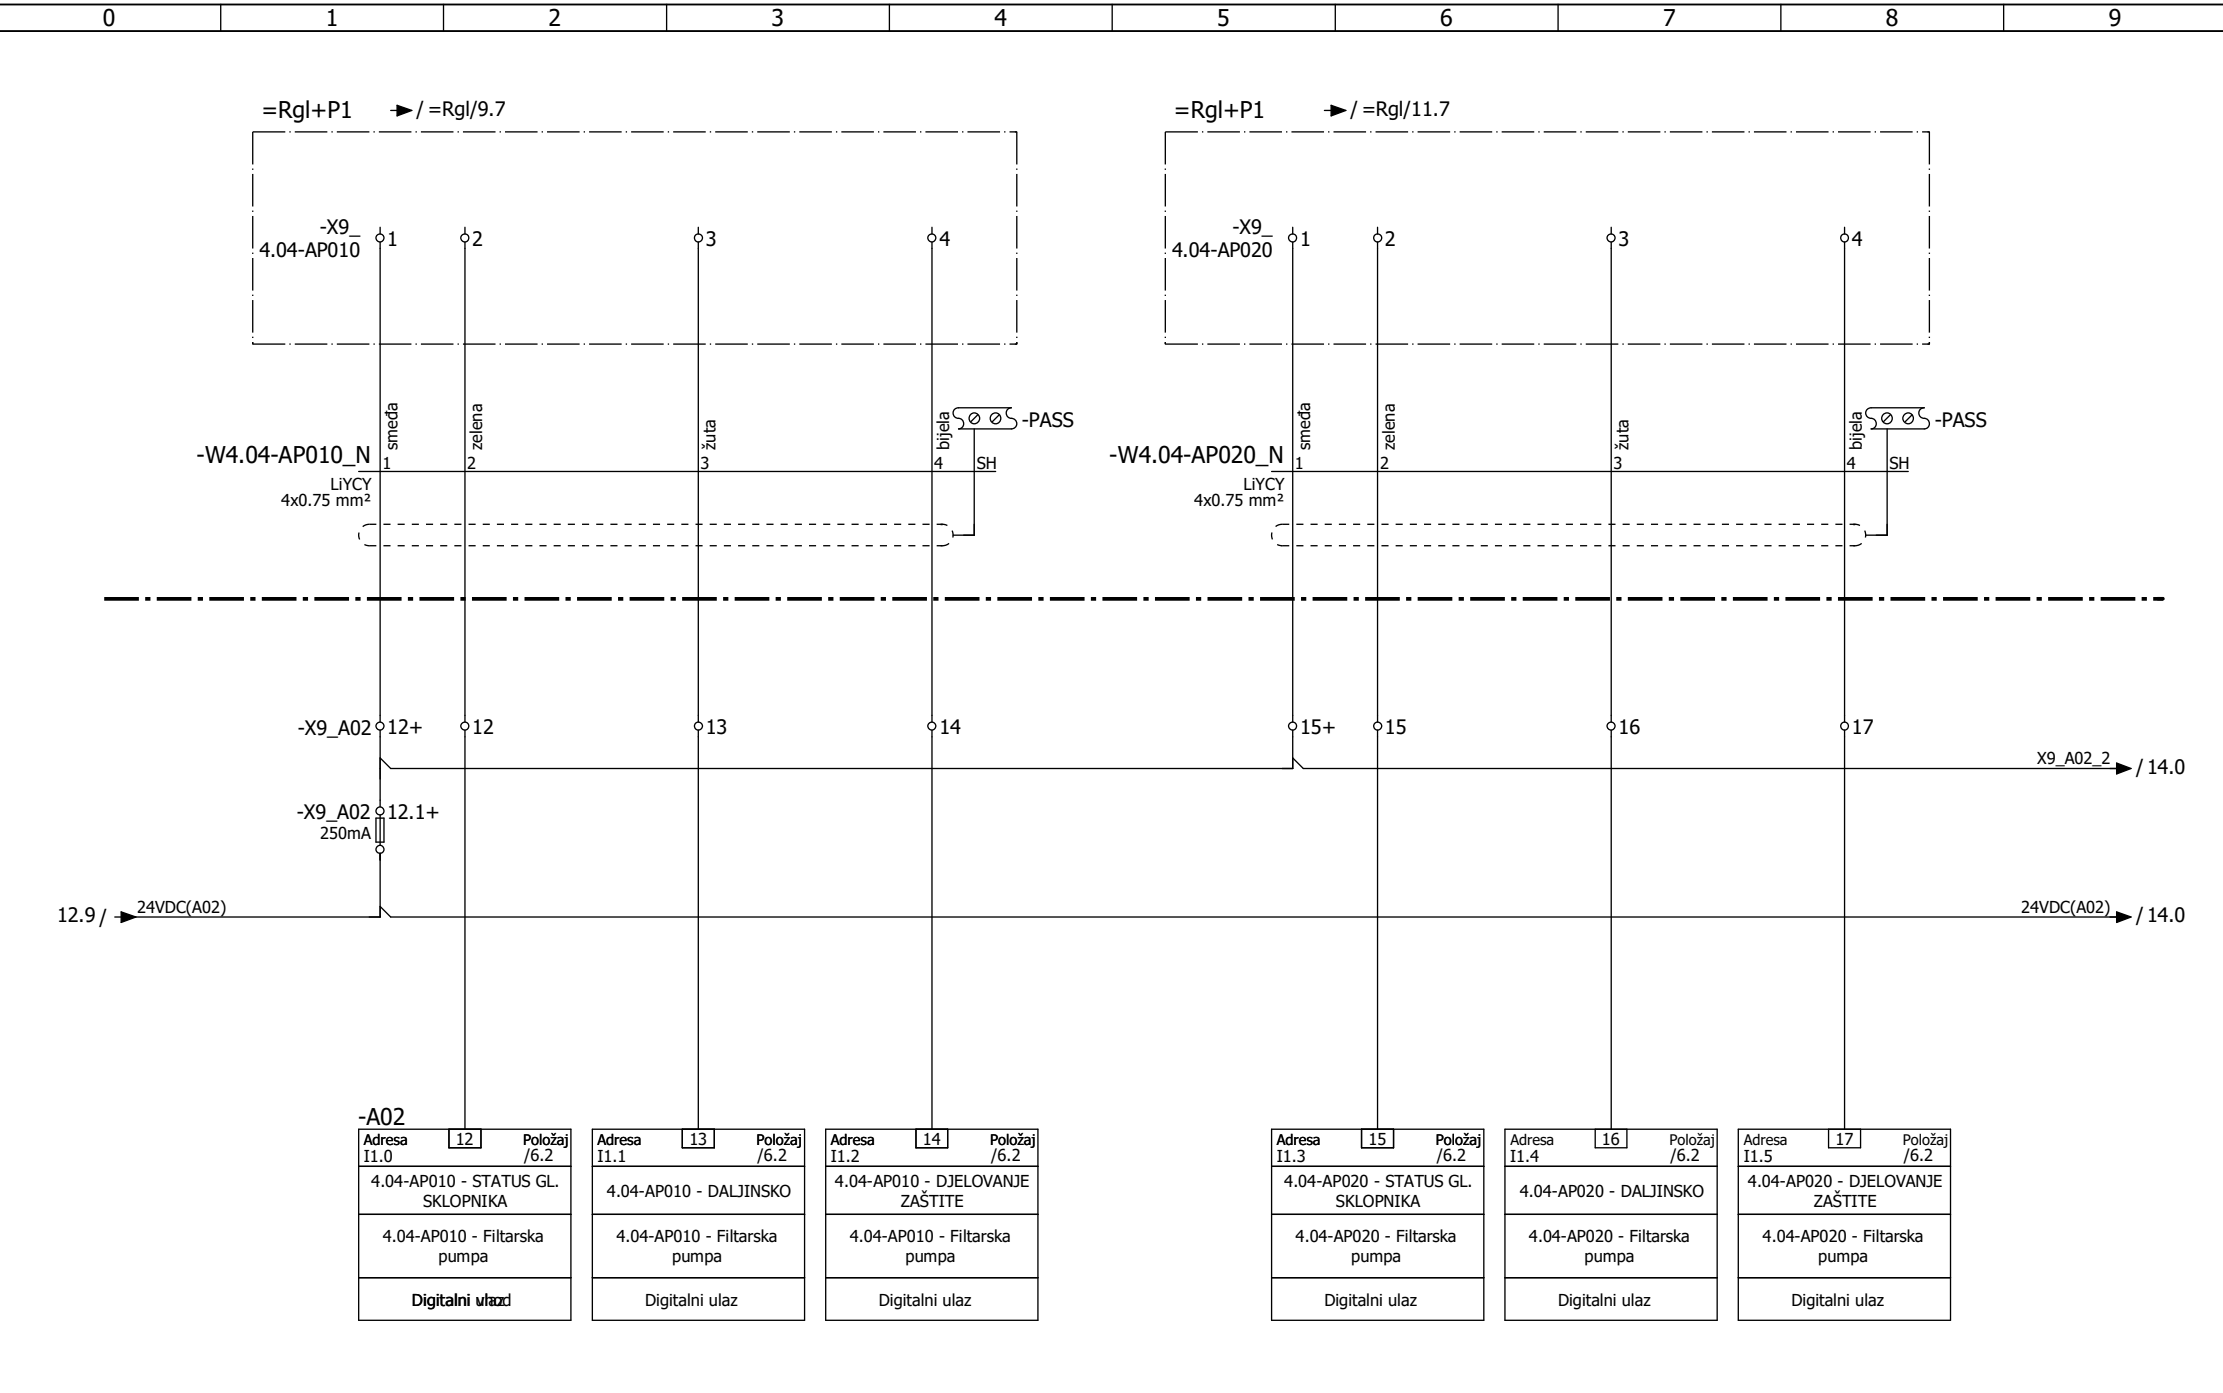 0 1 2 3 4 5 6 7 8 9
=Rgl+P1 / =Rgl/9.7
=Rgl+P1 / =Rgl/11.7
-X9_
4.04-AP010
1 2 3 4
-X9_
4.04-AP020
1 2 3 4
smeđa zelena žuta bijela
-PASS
smeđa zelena žuta bijela
-PASS
-W4.04-AP010_N
1 2 3 4 SH
LiYCY
4x0.75 mm²
-W4.04-AP020_N
1 2 3 4 SH
LiYCY
4x0.75 mm²
-X9_A02 12+ 12 13 14 15+ 15 16 17
X9_A02_2 / 14.0
-X9_A02 12.1+
250mA
12.9 / 24VDC(A02)
24VDC(A02) / 14.0
-A02
Adresa 12 Položaj
I1.0 /6.2
4.04-AP010 - STATUS GL.
SKLOPNIKA
4.04-AP010 - Filtarska
pumpa
Digitalni
Adresa 13 Položaj
I1.1 /6.2
4.04-AP010 - DALJINSKO
4.04-AP010 - Filtarska
pumpa
Digitalni ulaz
Adresa 14 Položaj
I1.2 /6.2
4.04-AP010 - DJELOVANJE
ZAŠTITE
4.04-AP010 - Filtarska
pumpa
Digitalni ulaz
Adresa 15 Položaj
I1.3 /6.2
4.04-AP020 - STATUS GL.
SKLOPNIKA
4.04-AP020 - Filtarska
pumpa
Digitalni ulaz
Adresa 16 Položaj
I1.4 /6.2
4.04-AP020 - DALJINSKO
4.04-AP020 - Filtarska
pumpa
Digitalni ulaz
Adresa 17 Položaj
I1.5 /6.2
4.04-AP020 - DJELOVANJE
ZAŠTITE
4.04-AP020 - Filtarska
pumpa
Digitalni ulaz